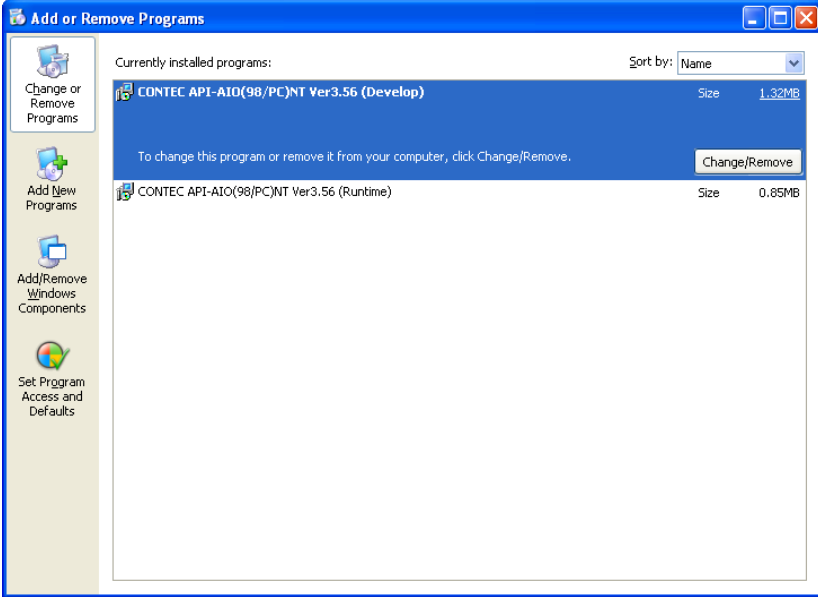 Add or Remove Programs
Change or
Remove
Programs
Add New
Programs
Add/Remove
Windows
Components
Set Program
Access and
Defaults
Currently installed programs:
Sort by: Name
CONTEC API-AIO(98/PC)NT Ver3.56 (Develop) Size 1.32MB
To change this program or remove it from your computer, click Change/Remove. Change/Remove
CONTEC API-AIO(98/PC)NT Ver3.56 (Runtime) Size 0.85MB